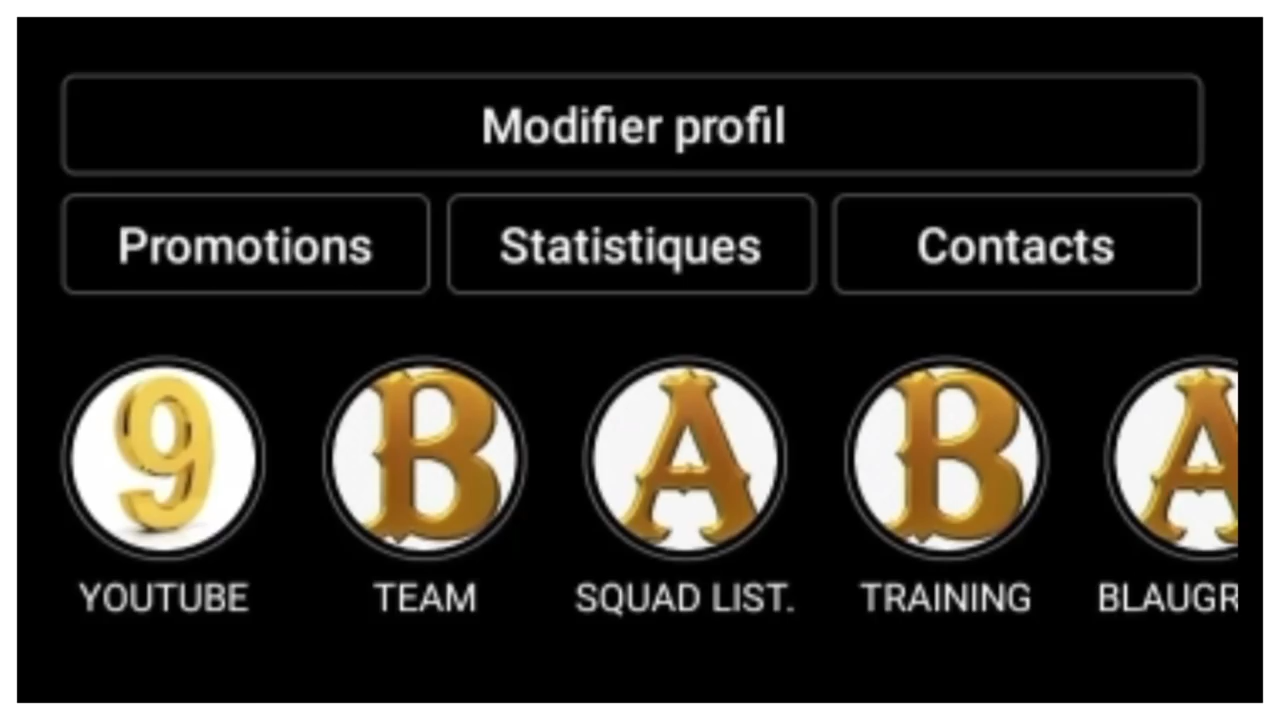 Modifier profil
Promotions Statistiques Contacts
9 B A B A
YOUTUBE TEAM SQUAD LIST. TRAINING BLAUGR